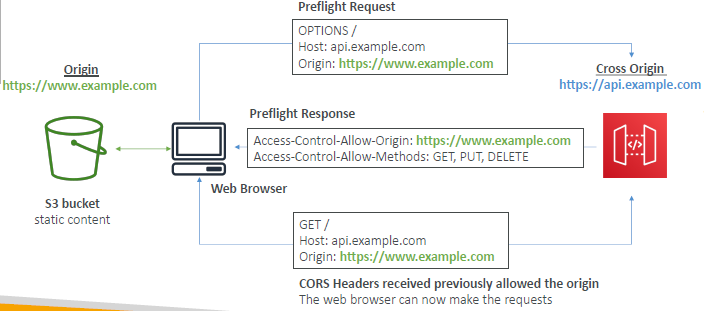 Preflight Request
OPTIONS /
Host: api.example.com
Origin: https://www.example.com
Origin
https://www.example.com
Cross Origin
https://api.example.com
Preflight Response
Access-Control-Allow-Origin: https://www.example.com
Access-Control-Allow-Methods: GET, PUT, DELETE
Web Browser
S3 bucket
static content
GET /
Host: api.example.com
Origin: https://www.example.com
CORS Headers received previously allowed the origin
The web browser can now make the requests